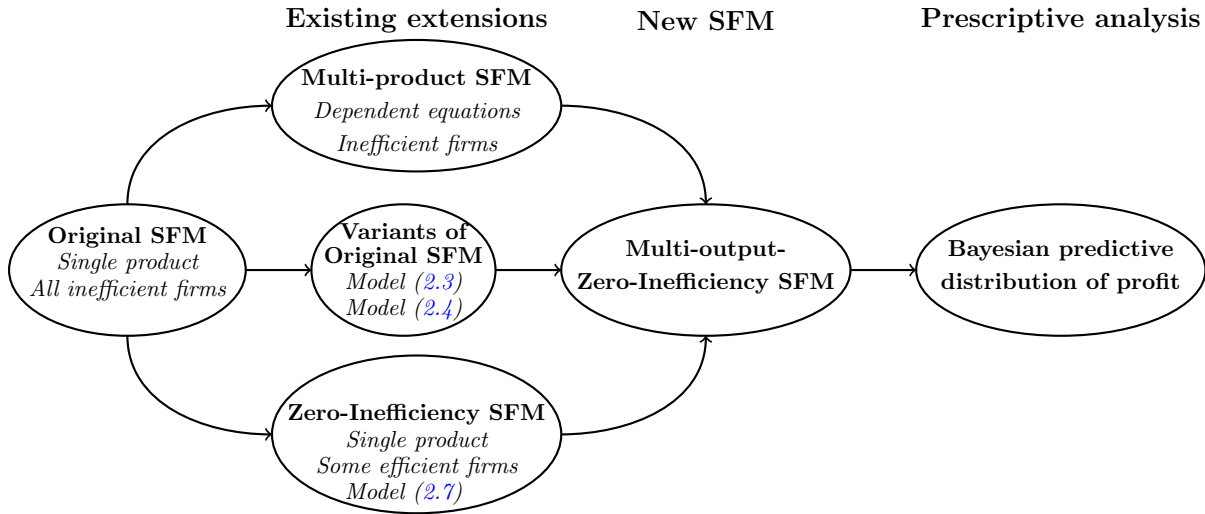 Existing extensions
New SFM
Prescriptive analysis
Multi-product SFM
Dependent equations
Inefficient firms
Original SFM
Single product
All inefficient firms
Variants of
Original SFM
Model (2.3)
Model (2.4)
Multi-output-
Zero-Inefficiency SFM
Bayesian predictive
distribution of profit
Zero-Inefficiency SFM
Single product
Some efficient firms
Model (2.7)